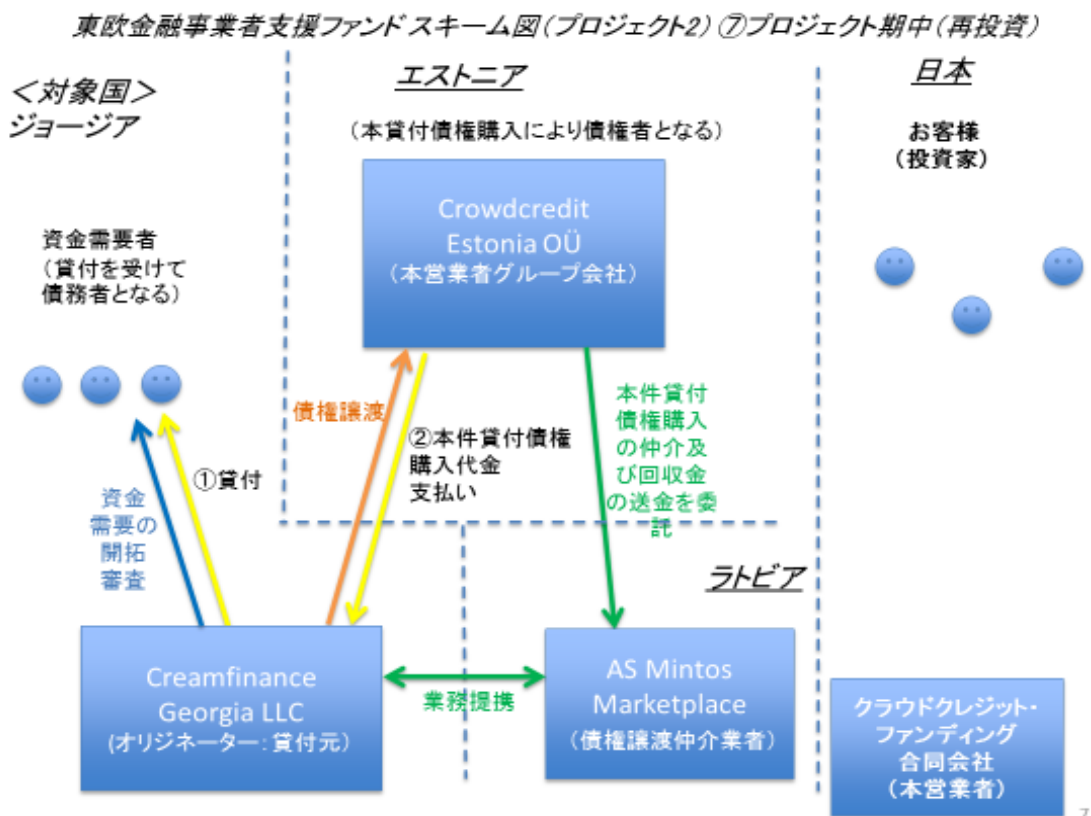 東欧金融事業者支援ファンド スキーム図(プロジェクト2) ⑦プロジェクト期中(再投資)
<対象国>
ジョージア
エストニア
日本
(本貸付債権購入により債権者となる)
お客様
(投資家)
Crowdcredit
Estonia OÜ
(本営業者グループ会社)
資金需要者
(貸付を受けて
債務者となる)
債権譲渡
②本件貸付債権
購入代金
支払い
本件貸付
債権購入
の仲介及
び回収金
の送金を委
託
①貸付
資金
需要の
開拓
審査
ラトビア
Creamfinance
Georgia LLC
(オリジネーター:貸付元)
業務提携
AS Mintos
Marketplace
(債権譲渡仲介業者)
クラウドクレジット・
ファンディング
合同会社
(本営業者)
7